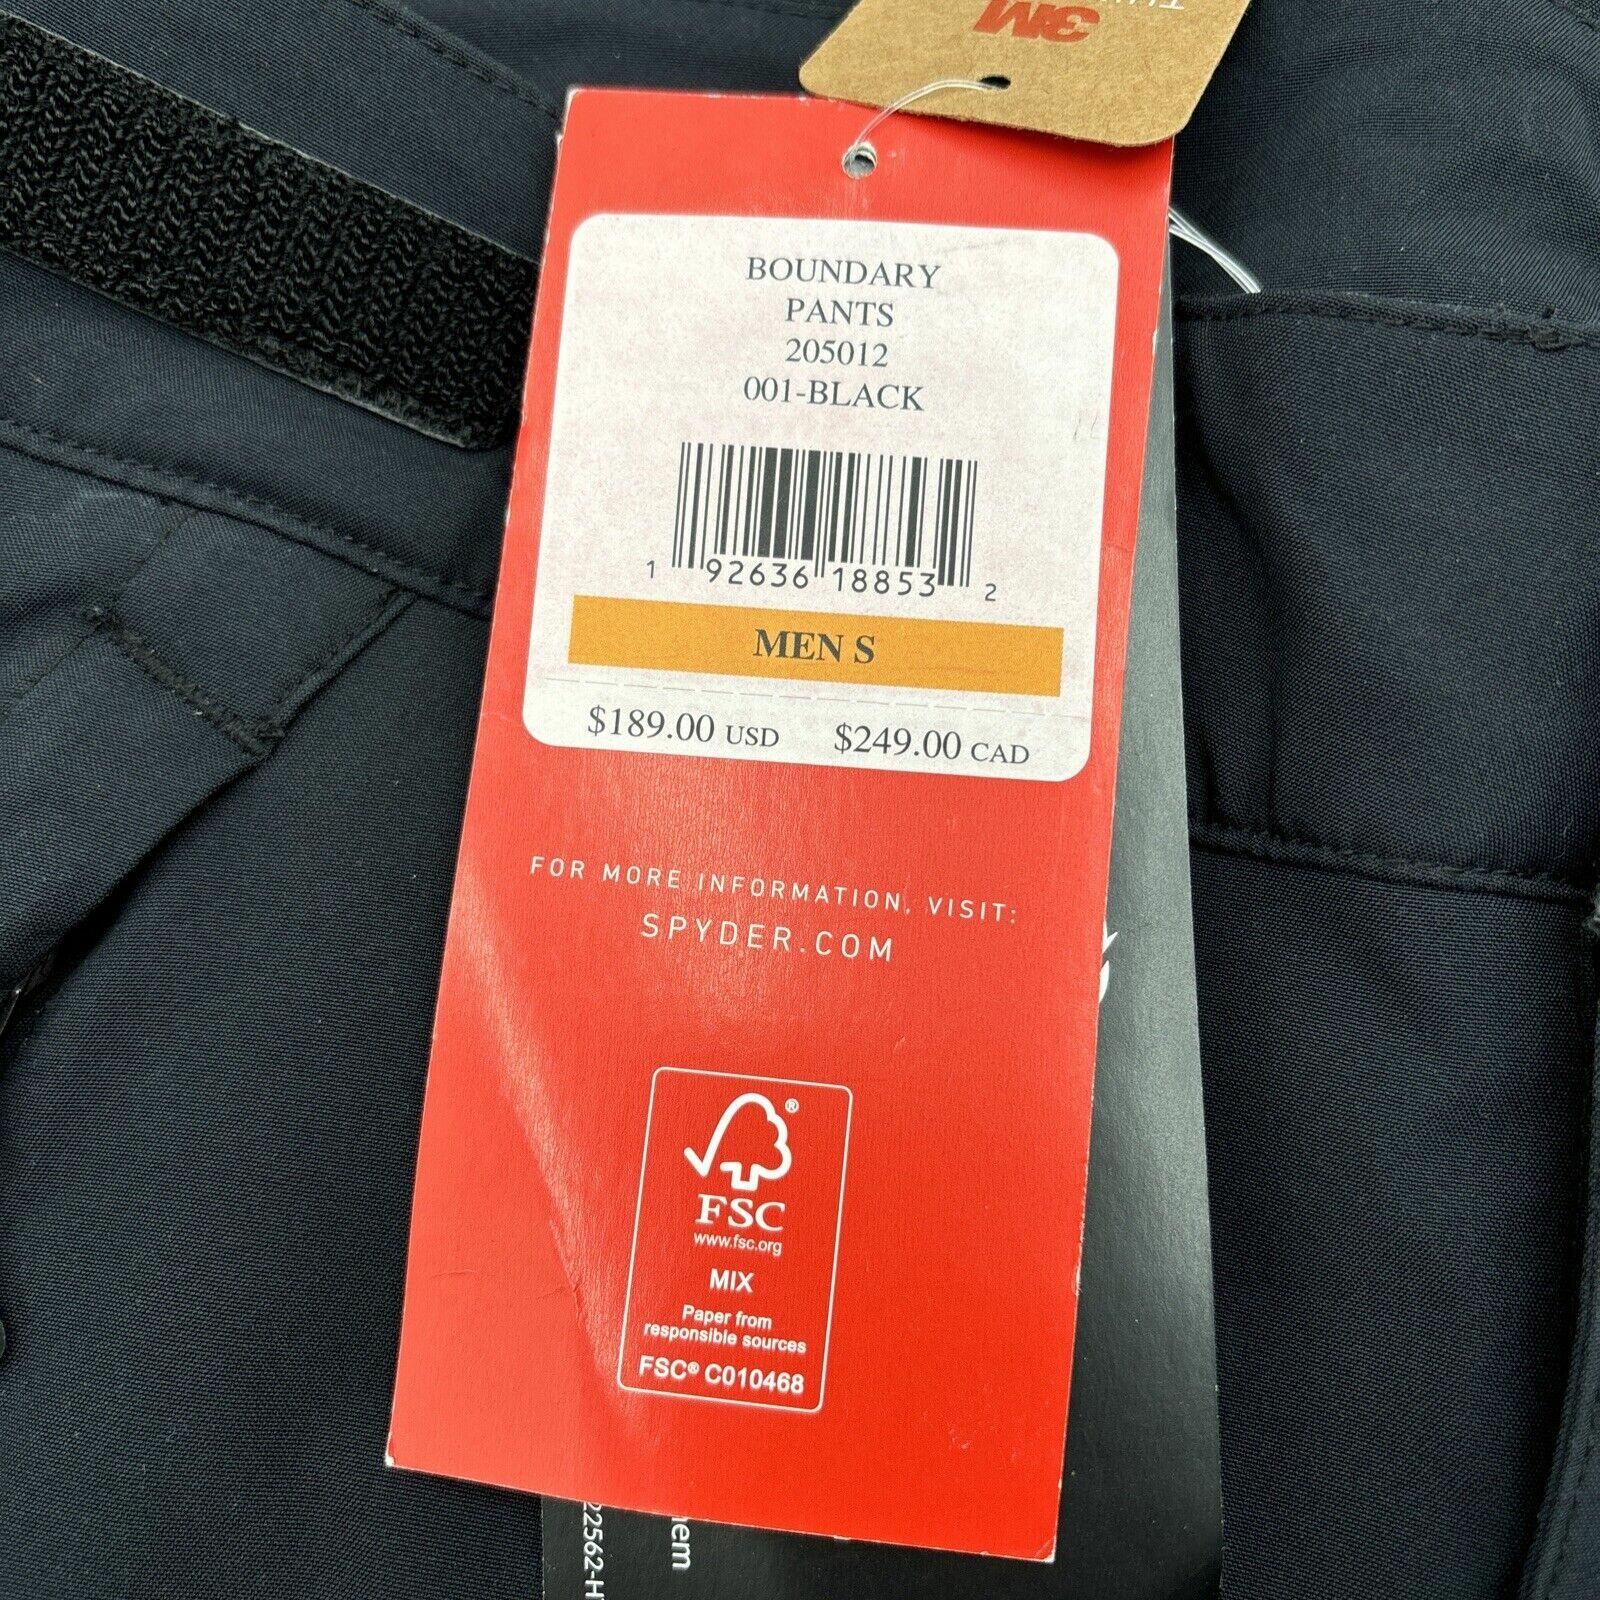 3M
BOUNDARY
PANTS
205012
001-BLACK
1 92636 18853 2
MEN S
$189.00 USD $249.00 CAD
FOR MORE INFORMATION, VISIT:
SPYDER.COM
®
FSC
www.fsc.org
MIX
Paper from
responsible sources
FSC® C010468
22562-H